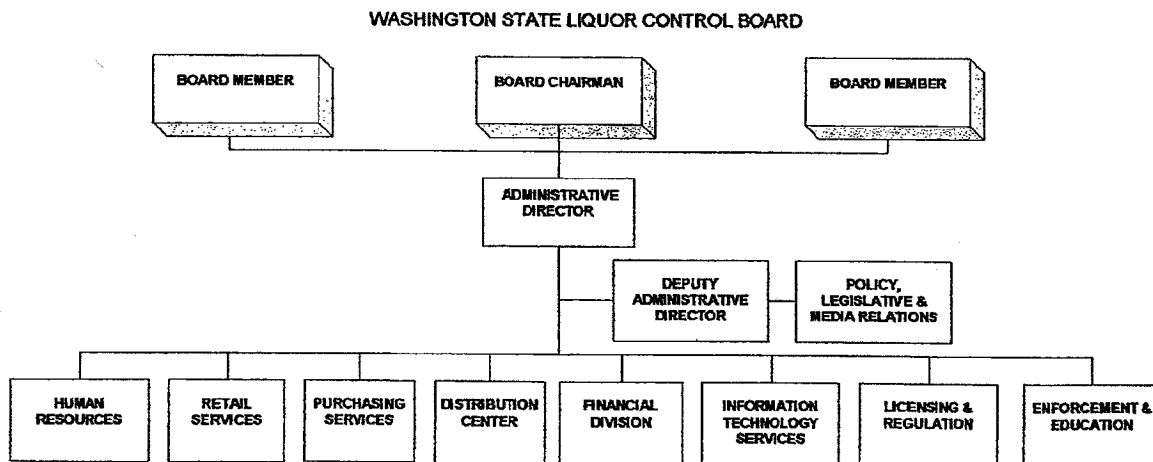 WASHINGTON STATE LIQUOR CONTROL BOARD
BOARD MEMBER
BOARD CHAIRMAN
BOARD MEMBER
ADMINISTRATIVE
DIRECTOR
DEPUTY
ADMINISTRATIVE
DIRECTOR
POLICY,
LEGISLATIVE &
MEDIA RELATIONS
HUMAN
RESOURCES
RETAIL
SERVICES
PURCHASING
SERVICES
DISTRIBUTION
CENTER
FINANCIAL
DIVISION
INFORMATION
TECHNOLOGY
SERVICES
LICENSING &
REGULATION
ENFORCEMENT &
EDUCATION